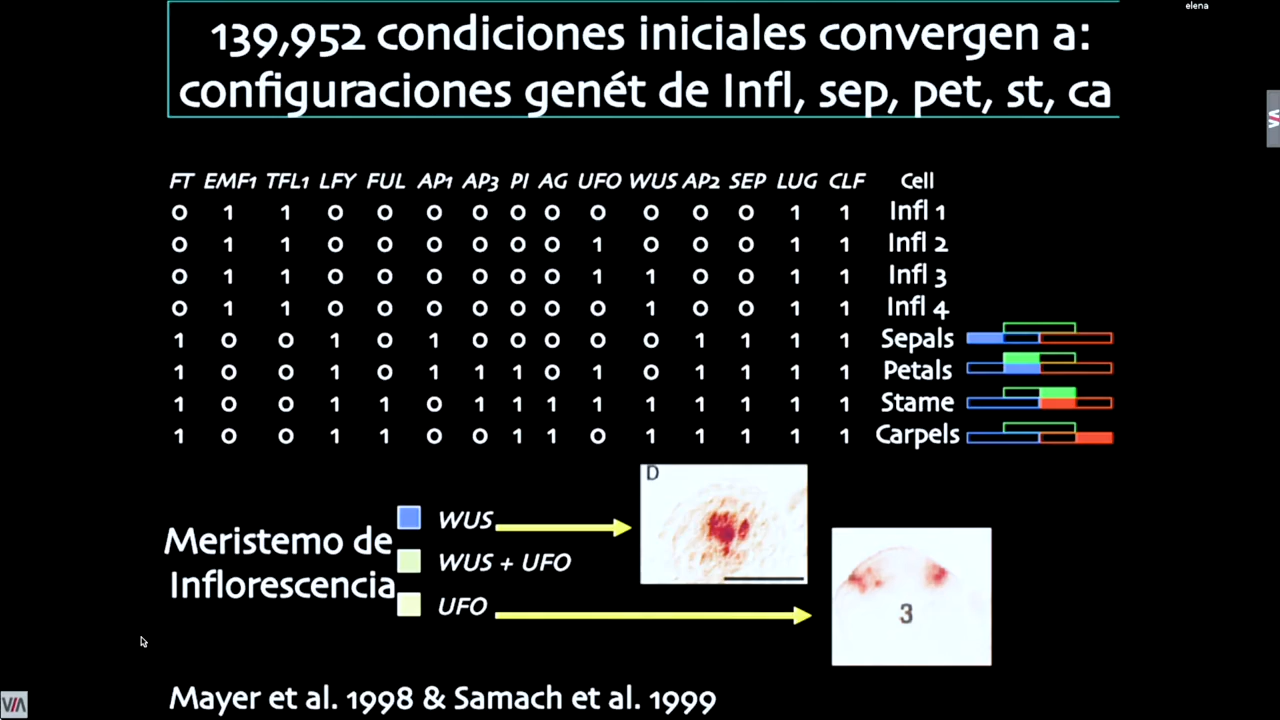 elena
139,952 condiciones iniciales convergen a:
configuraciones genét de Infl, sep, pet, st, ca
FT EMF1 TFL1 LFY FUL AP1 AP3 PI AG UFO WUS AP2 SEP LUG CLF Cell
0 1 1 0 0 0 0 0 0 0 0 0 0 1 1 Infl 1
0 1 1 0 0 0 0 0 0 1 0 0 0 1 1 Infl 2
0 1 1 0 0 0 0 0 0 1 1 0 0 1 1 Infl 3
0 1 1 0 0 0 0 0 0 0 1 0 0 1 1 Infl 4
1 0 0 1 0 1 0 0 0 0 0 1 1 1 1 Sepals
1 0 0 1 0 1 1 1 0 1 0 1 1 1 1 Petals
1 0 0 1 1 0 1 1 1 1 1 1 1 1 1 Stame
1 0 0 1 1 0 0 1 1 0 1 1 1 1 1 Carpels
D
Meristemo de
Inflorescencia
WUS
WUS + UFO
UFO
3
Mayer et al. 1998 & Samach et al. 1999
VIA